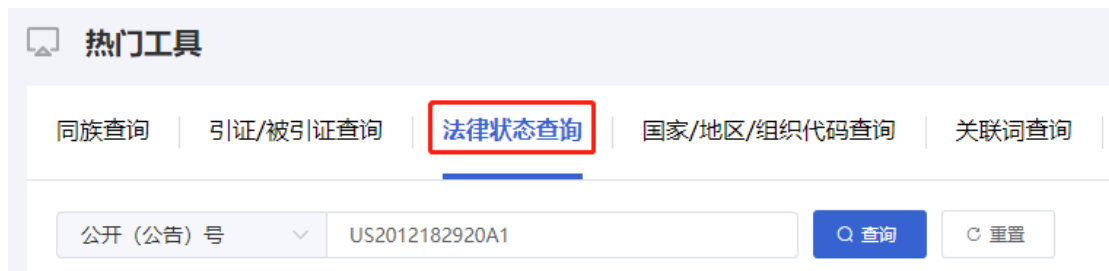 热门工具
同族查询 引证/被引证查询 法律状态查询 国家/地区/组织代码查询 关联词查询
公开（公告）号 US2012182920A1 查询 重置